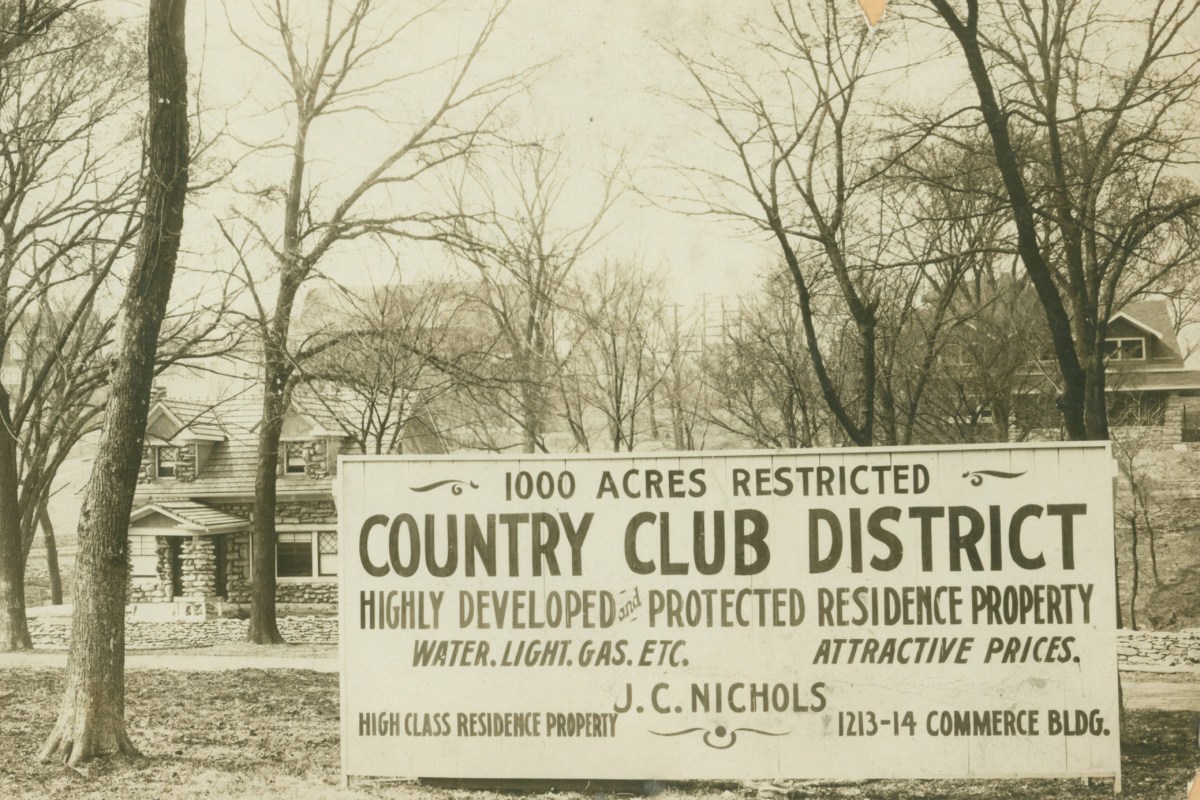 1000 ACRES RESTRICTED
COUNTRY CLUB DISTRICT
HIGHLY DEVELOPED and PROTECTED RESIDENCE PROPERTY
WATER. LIGHT. GAS. ETC. ATTRACTIVE PRICES.
J. C. NICHOLS
HIGH CLASS RESIDENCE PROPERTY 1213-14 COMMERCE BLDG.